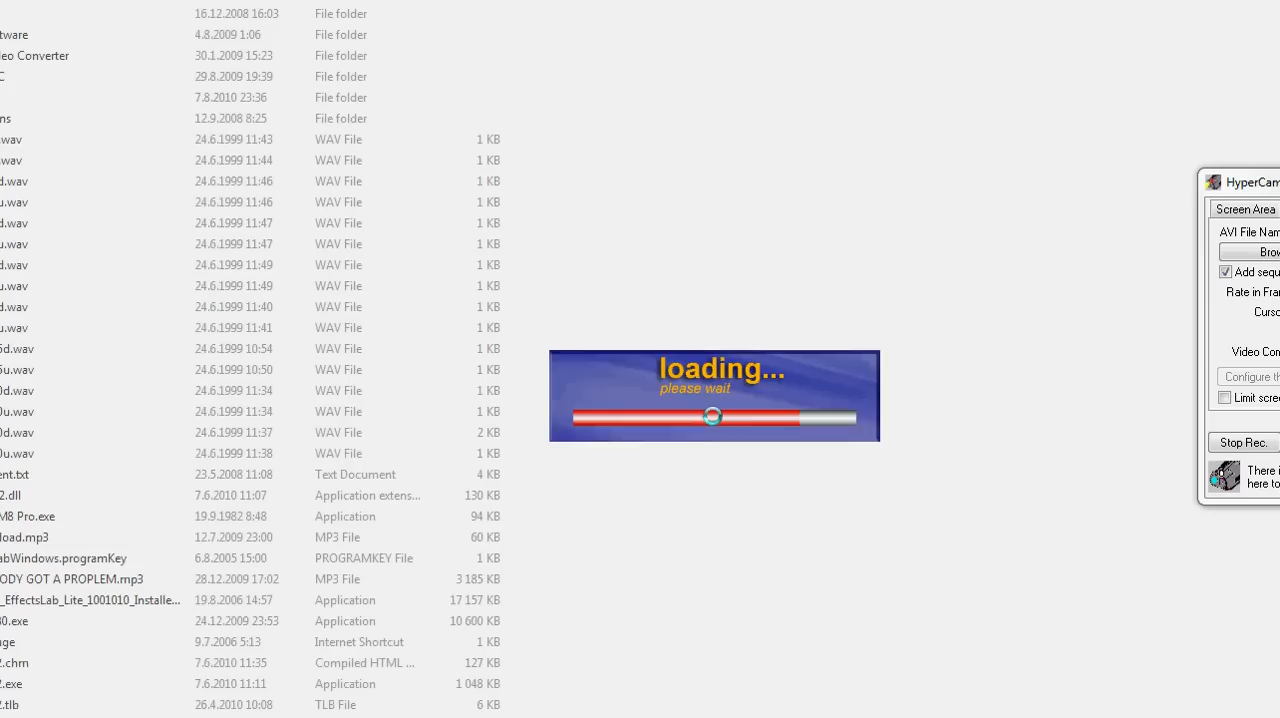 16.12.2008 16:03 File folder
tware 4.8.2009 1:06 File folder
leo Converter 30.1.2009 15:23 File folder
C 29.8.2009 19:39 File folder
7.8.2010 23:36 File folder
ns 12.9.2008 8:25 File folder
.wav 24.6.1999 11:43 WAV File 1 KB
.wav 24.6.1999 11:44 WAV File 1 KB
d.wav 24.6.1999 11:46 WAV File 1 KB
u.wav 24.6.1999 11:46 WAV File 1 KB
d.wav 24.6.1999 11:47 WAV File 1 KB
u.wav 24.6.1999 11:47 WAV File 1 KB
d.wav 24.6.1999 11:49 WAV File 1 KB
u.wav 24.6.1999 11:49 WAV File 1 KB
d.wav 24.6.1999 11:40 WAV File 1 KB
u.wav 24.6.1999 11:41 WAV File 1 KB
5d.wav 24.6.1999 10:54 WAV File 1 KB
5u.wav 24.6.1999 10:50 WAV File 1 KB
0d.wav 24.6.1999 11:34 WAV File 1 KB
0u.wav 24.6.1999 11:34 WAV File 1 KB
0d.wav 24.6.1999 11:37 WAV File 2 KB
0u.wav 24.6.1999 11:38 WAV File 1 KB
ent.txt 23.5.2008 11:08 Text Document 4 KB
2.dll 7.6.2010 11:07 Application extens... 130 KB
M8 Pro.exe 19.9.1982 8:48 Application 94 KB
load.mp3 12.7.2009 23:00 MP3 File 60 KB
abWindows.programKey 6.8.2005 15:00 PROGRAMKEY File 1 KB
ODY GOT A PROPLEM.mp3 28.12.2009 17:02 MP3 File 3 185 KB
_EffectsLab_Lite_1001010_Installe... 19.8.2006 14:57 Application 17 157 KB
30.exe 24.12.2009 23:53 Application 10 600 KB
uge 9.7.2006 5:13 Internet Shortcut 1 KB
2.chm 7.6.2010 11:35 Compiled HTML ... 127 KB
2.exe 7.6.2010 11:11 Application 1 048 KB
2.tlb 26.4.2010 10:08 TLB File 6 KB
loading...
please wait
HyperCam
Screen Area
AVI File Nam
Brow
Add sequ
Rate in Fra
Curso
Video Con
Configure th
Limit scre
Stop Rec.
There i
here to